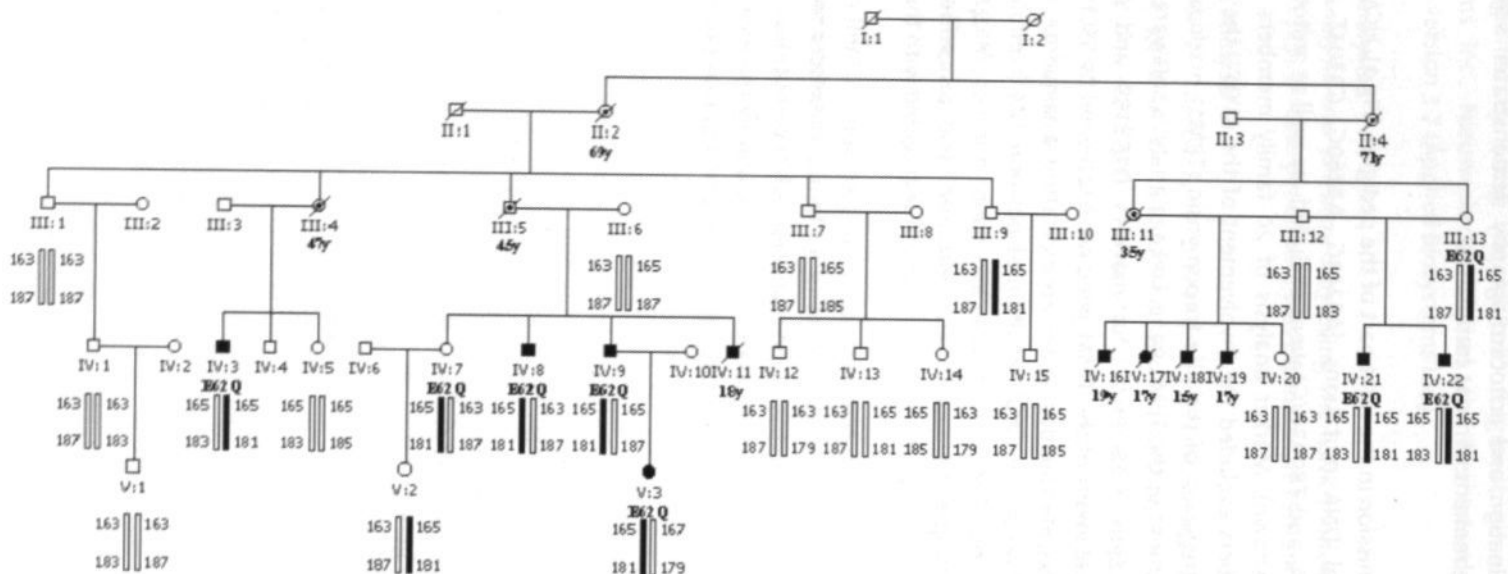 I:1 I:2
II:1 II:2 II:3 II:4
69y 71y
III:1 III:2 III:3 III:4 III:5 III:6 III:7 III:8 III:9 III:10 III:11 III:12 III:13
47y 45y 35y E62Q
163 163 163 165 163 165 163 165 163 165 163 165
187 187 187 187 187 185 187 181 187 183 187 181
IV:1 IV:2 IV:3 IV:4 IV:5 IV:6 IV:7 IV:8 IV:9 IV:10 IV:11 IV:12 IV:13 IV:14 IV:15 IV:16 IV:17 IV:18 IV:19 IV:20 IV:21 IV:22
E62Q E62Q E62Q E62Q 18y 19y 17y 15y 17y E62Q E62Q
163 163 165 165 165 165 165 163 165 165 165 165 163 163 163 165 165 163 163 165 163 163 165 165 163 165
187 183 183 181 183 185 181 187 181 187 181 187 187 179 187 181 185 179 187 185 187 187 183 181 183 181
V:1 V:2 V:3
E62Q
163 163 163 165 165 167
183 187 187 181 181 179